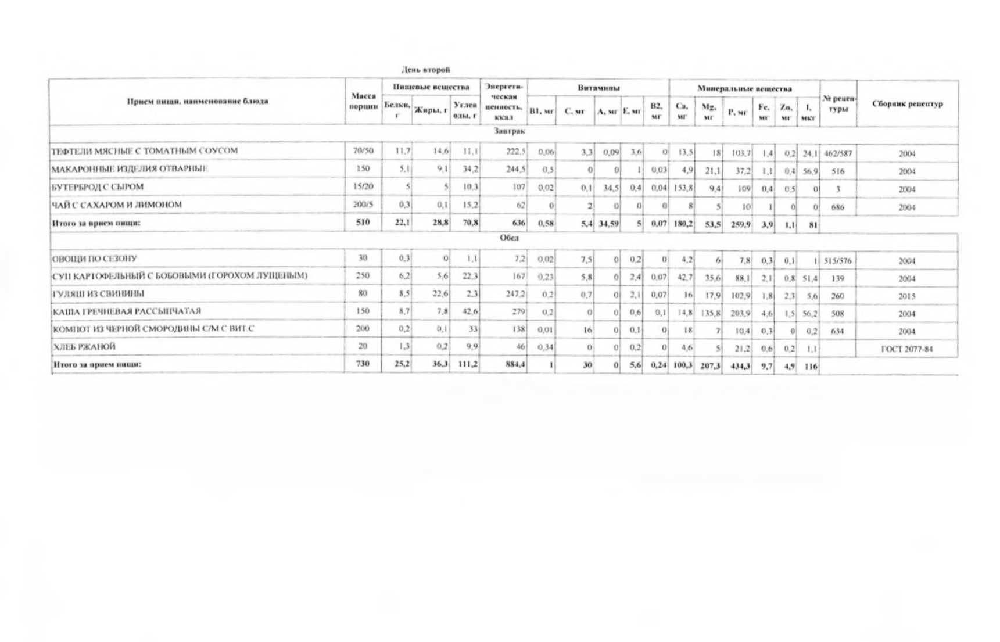 День второй
Прием пищи, наименование блюда Масса порции Пищевые вещества Энергети-ческая ценность, ккал Витамины Минеральные вещества № рецептуры Сборник рецептур
Белки, г Жиры, г Углеводы, г В1, мг С, мг А, мг Е, мг В2, мг Ca, мг Mg, мг Р, мг Fe, мг Zn, мг I, мкг
Завтрак
ТЕФТЕЛИ МЯСНЫЕ С ТОМАТНЫМ СОУСОМ 70/50 11,7 14,6 11,1 222,5 0,06 3,3 0,09 3,6 0 13,5 18 103,7 1,4 0,2 24,1 462/587 2004
МАКАРОННЫЕ ИЗДЕЛИЯ ОТВАРНЫЕ 150 5,1 9,1 34,2 244,5 0,5 0 0 1 0,03 4,9 21,1 37,2 1,1 0,4 56,9 516 2004
БУТЕРБРОД С СЫРОМ 15/20 5 5 10,3 107 0,02 0,1 34,5 0,4 0,04 153,8 9,4 109 0,4 0,5 0 3 2004
ЧАЙ С САХАРОМ И ЛИМОНОМ 200/5 0,3 0,1 15,2 62 0 2 0 0 0 8 5 10 1 0 0 686 2004
Итого за прием пищи: 510 22,1 28,8 70,8 636 0,58 5,4 34,59 5 0,07 180,2 53,5 259,9 3,9 1,1 81
Обед
ОВОЩИ ПО СЕЗОНУ 30 0,3 0 1,1 7,2 0,02 7,5 0 0,2 0 4,2 6 7,8 0,3 0,1 1 515/576 2004
СУП КАРТОФЕЛЬНЫЙ С БОБОВЫМИ (ГОРОХОМ ЛУЩЕНЫМ) 250 6,2 5,6 22,3 167 0,23 5,8 0 2,4 0,07 42,7 35,6 88,1 2,1 0,8 51,4 139 2004
ГУЛЯШ ИЗ СВИНИНЫ 80 8,5 22,6 2,3 247,2 0,2 0,7 0 2,1 0,07 16 17,9 102,9 1,8 2,3 5,6 260 2015
КАША ГРЕЧНЕВАЯ РАССЫПЧАТАЯ 150 8,7 7,8 42,6 279 0,2 0 0 0,6 0,1 14,8 135,8 203,9 4,6 1,5 56,2 508 2004
КОМПОТ ИЗ ЧЕРНОЙ СМОРОДИНЫ С/М С ВИТ.С 200 0,2 0,1 33 138 0,01 16 0 0,1 0 18 7 10,4 0,3 0 0,2 634 2004
ХЛЕБ РЖАНОЙ 20 1,3 0,2 9,9 46 0,34 0 0 0,2 0 4,6 5 21,2 0,6 0,2 1,1 ГОСТ 2077-84
Итого за прием пищи: 730 25,2 36,3 111,2 884,4 1 30 0 5,6 0,24 100,3 207,3 434,3 9,7 4,9 116